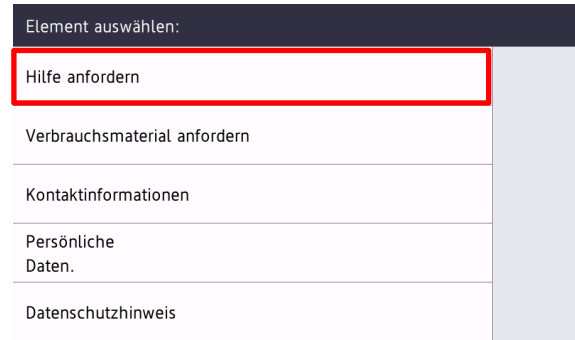 Element auswählen:
Hilfe anfordern
Verbrauchsmaterial anfordern
Kontaktinformationen
Persönliche
Daten.
Datenschutzhinweis